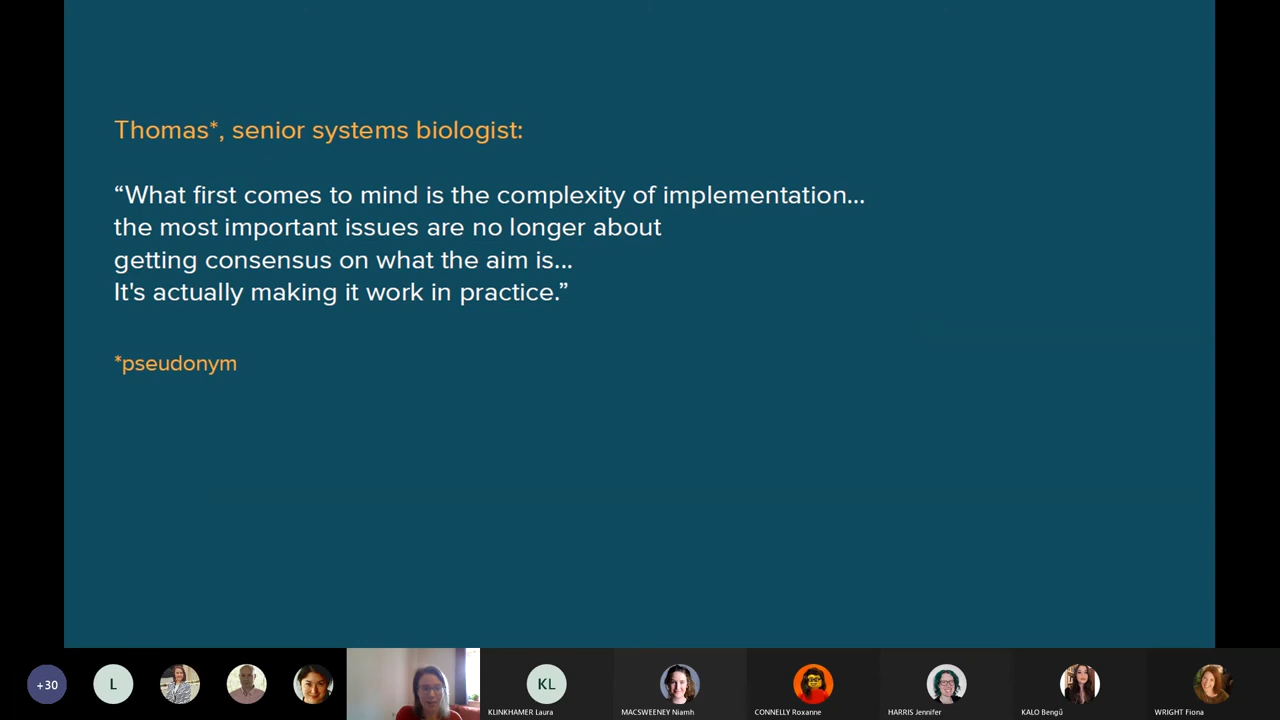 Thomas*, senior systems biologist:
“What first comes to mind is the complexity of implementation...
the most important issues are no longer about
getting consensus on what the aim is...
It's actually making it work in practice.”
*pseudonym
+30
L
KL
KLINKHAMER Laura
MACSWEENEY Niamh
CONNELLY Roxanne
HARRIS Jennifer
KALO Bengü
WRIGHT Fiona